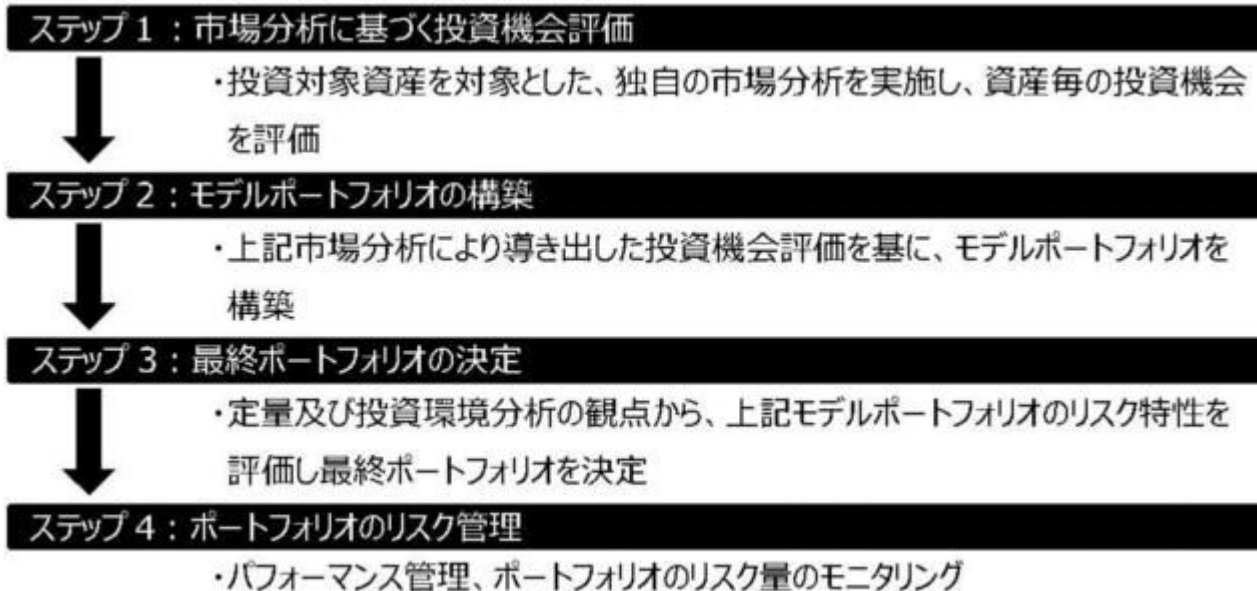 ステップ1：市場分析に基づく投資機会評価
・投資対象資産を対象とした、独自の市場分析を実施し、資産毎の投資機会
を評価
ステップ2：モデルポートフォリオの構築
・上記市場分析により導き出した投資機会評価を基に、モデルポートフォリオを
構築
ステップ3：最終ポートフォリオの決定
・定量及び投資環境分析の観点から、上記モデルポートフォリオのリスク特性を
評価し最終ポートフォリオを決定
ステップ4：ポートフォリオのリスク管理
・パフォーマンス管理、ポートフォリオのリスク量のモニタリング